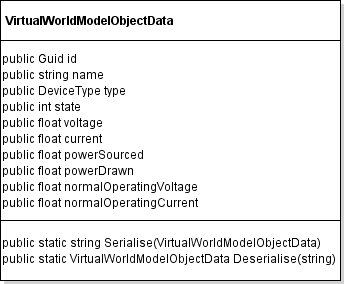 VirtualWorldModelObjectData
public Guid id
public string name
public DeviceType type
public int state
public float voltage
public float current
public float powerSourced
public float powerDrawn
public float normalOperatingVoltage
public float normalOperatingCurrent
public static string Serialise(VirtualWorldModelObjectData)
public static VirtualWorldModelObjectData Deserialise(string)